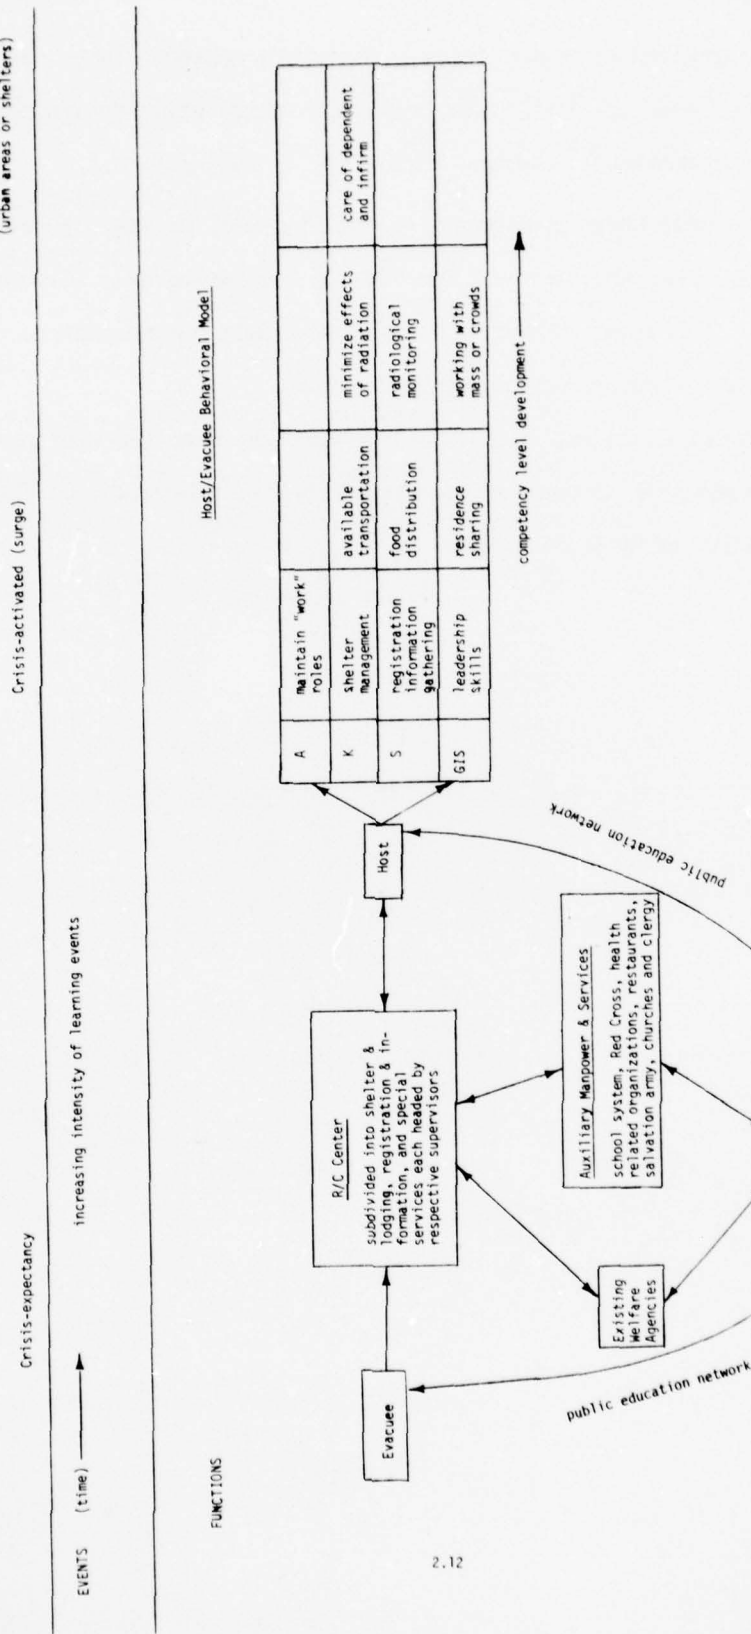 (urban areas or shelters)
Crisis-expectancy
Crisis-activated (surge)
EVENTS (time)
increasing intensity of learning events
FUNCTIONS
Host/Evacuee Behavioral Model
Evacuee
R/C Center
subdivided into shelter &
lodging, registration & in-
formation, and special
services each headed by
respective supervisors
Host
A
maintain "work"
roles
K
shelter
management
available
transportation
minimize effects
of radiation
care of dependent
and infirm
S
registration
information
gathering
food
distribution
radiological
monitoring
GIS
leadership
skills
residence
sharing
working with
mass or crowds
competency level development
Existing
Welfare
Agencies
Auxiliary Manpower & Services
school system, Red Cross, health
related organizations, restaurants,
salvation army, churches and clergy
public education network
public education network
2.12